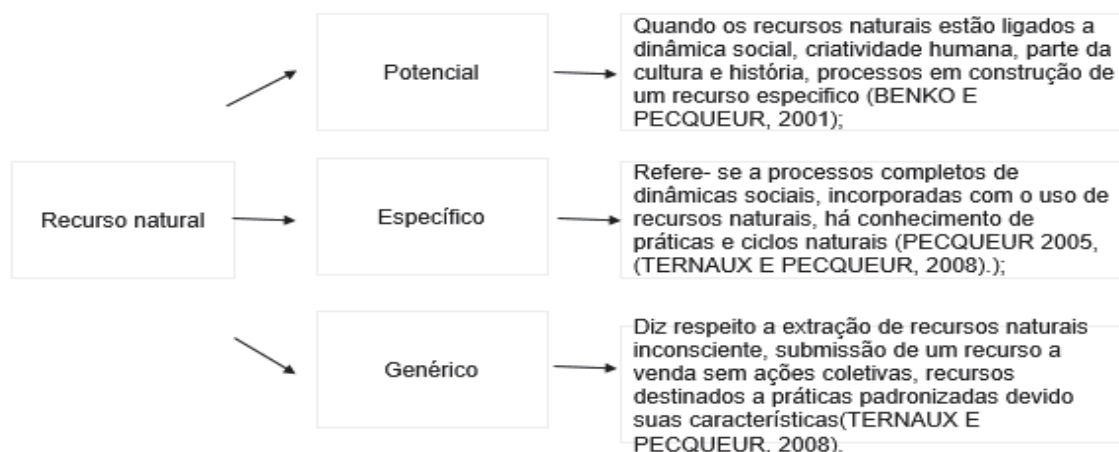 Potencial
Quando os recursos naturais estão ligados a
dinâmica social, criatividade humana, parte da
cultura e história, processos em construção de
um recurso especifico (BENKO E
PECQUEUR, 2001);
Recurso natural
Específico
Refere- se a processos completos de
dinâmicas sociais, incorporadas com o uso de
recursos naturais, há conhecimento de
práticas e ciclos naturais (PECQUEUR 2005,
(TERNAUX E PECQUEUR, 2008).);
Genérico
Diz respeito a extração de recursos naturais
inconsciente, submissão de um recurso a
venda sem ações coletivas, recursos
destinados a práticas padronizadas devido
suas características(TERNAUX E
PECQUEUR, 2008).